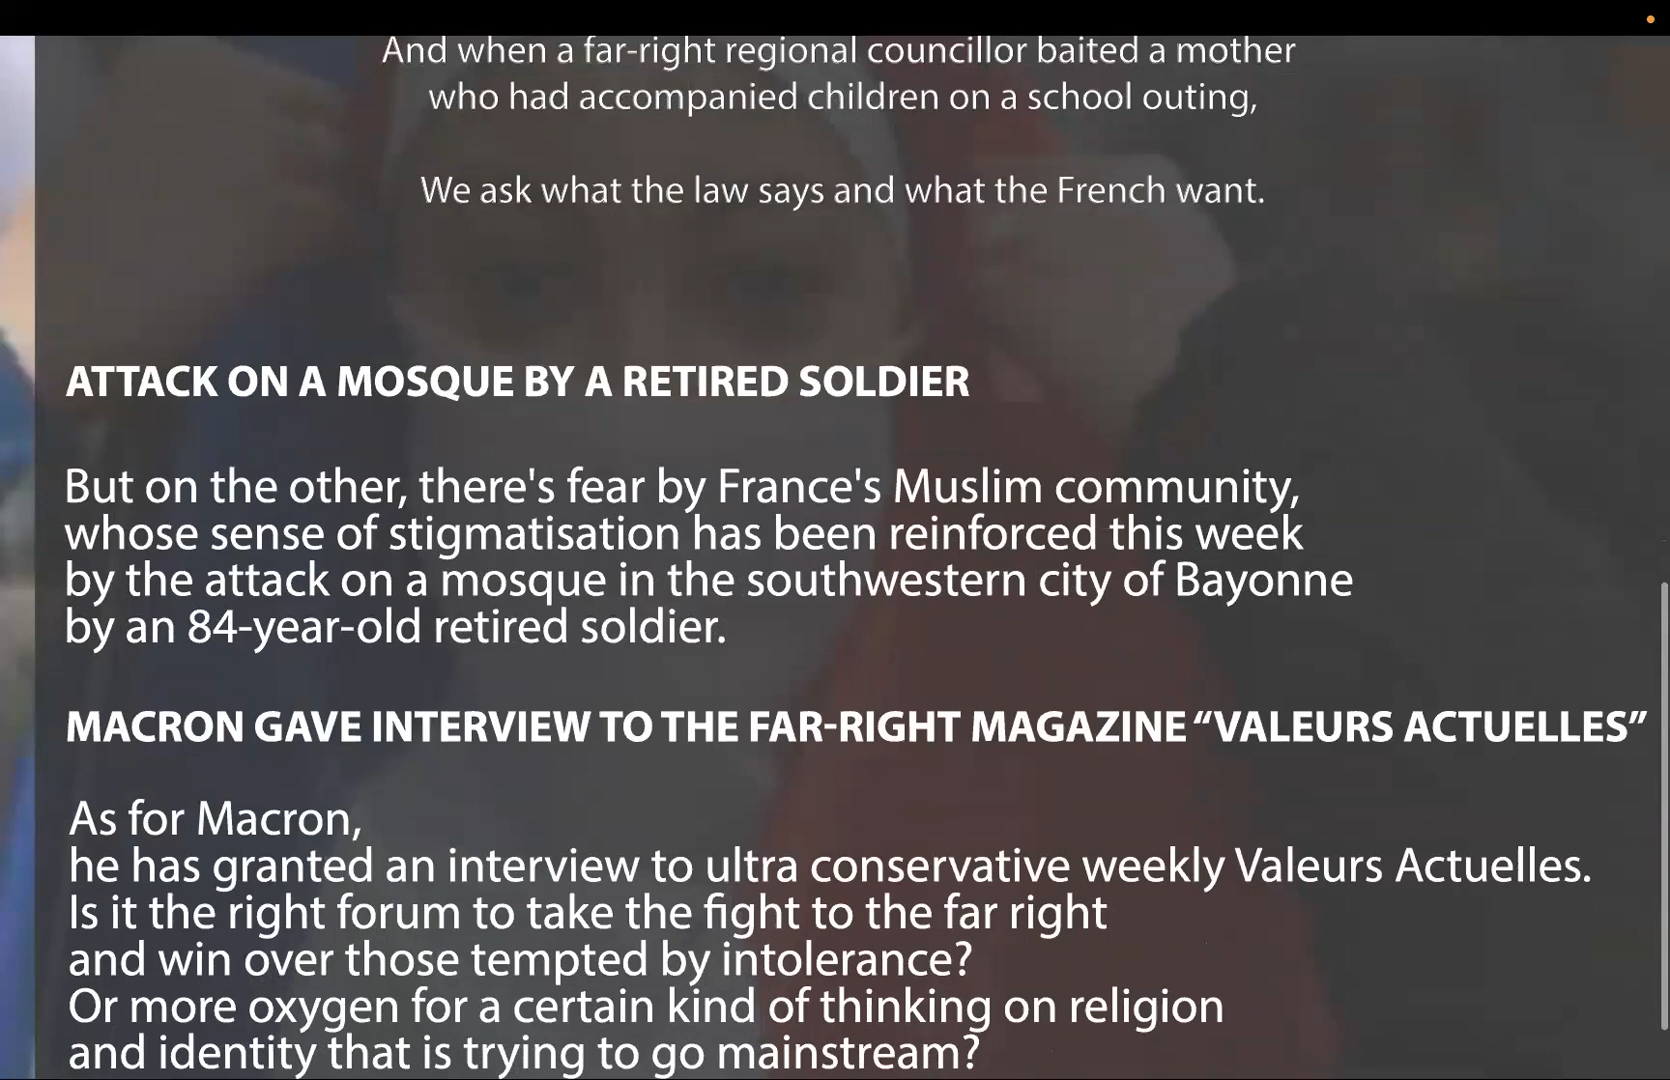 And when a far-right regional councillor baited a mother
who had accompanied children on a school outing,
We ask what the law says and what the French want.
ATTACK ON A MOSQUE BY A RETIRED SOLDIER
But on the other, there's fear by France's Muslim community,
whose sense of stigmatisation has been reinforced this week
by the attack on a mosque in the southwestern city of Bayonne
by an 84-year-old retired soldier.
MACRON GAVE INTERVIEW TO THE FAR-RIGHT MAGAZINE “VALEURS ACTUELLES”
As for Macron,
he has granted an interview to ultra conservative weekly Valeurs Actuelles.
Is it the right forum to take the fight to the far right
and win over those tempted by intolerance?
Or more oxygen for a certain kind of thinking on religion
and identity that is trying to go mainstream?